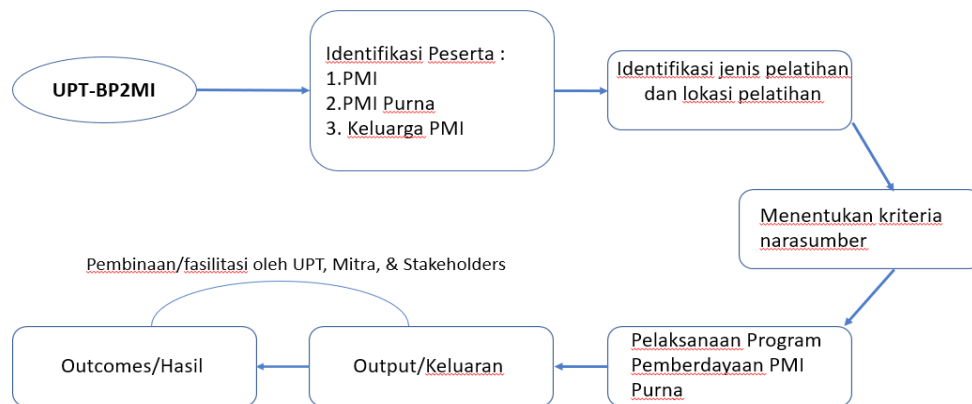 UPT-BP2MI
Identifikasi Peserta :
1.PMI
2.PMI Purna
3. Keluarga PMI
Identifikasi jenis pelatihan
dan lokasi pelatihan
Menentukan kriteria
narasumber
Pelaksanaan Program
Pemberdayaan PMI
Purna
Output/Keluaran
Pembinaan/fasilitasi oleh UPT, Mitra, & Stakeholders
Outcomes/Hasil